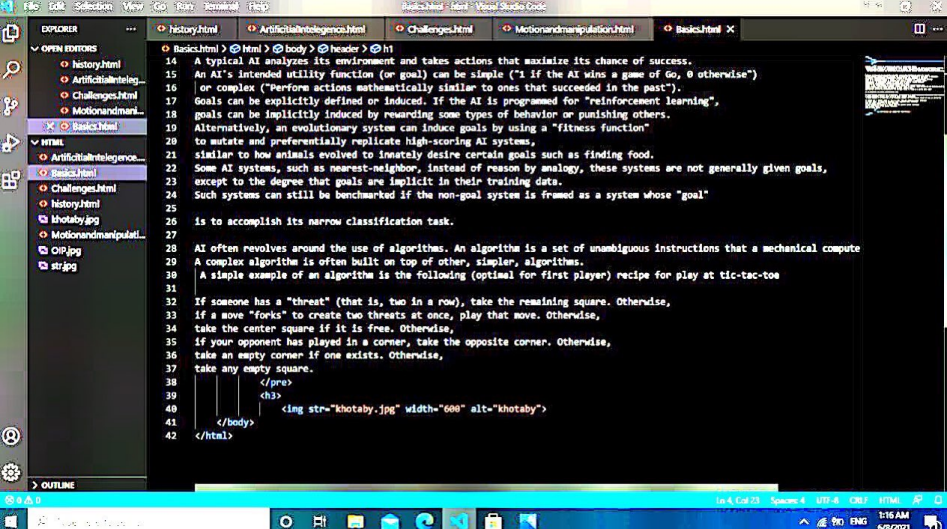 File Edit Selection View Go Run Terminal Help Basics.html - html - Visual Studio Code
EXPLORER
history.html
ArtificitialIntelegence.html
Challenges.html
Motionandmanipulation.html
Basics.html
OPEN EDITORS
history.html
ArtificitialInteleg...
Challenges.html
Motionandmani...
Basics.html
HTML
ArtificitialIntelegence....
Basics.html
Challenges.html
history.html
khotaby.jpg
Motionandmanipulati...
OIP.jpg
str.jpg
OUTLINE
Basics.html > html > body > header > h1
14 A typical AI analyzes its environment and takes actions that maximize its chance of success.
15 An AI's intended utility function (or goal) can be simple ("1 if the AI wins a game of Go, 0 otherwise")
16 or complex ("Perform actions mathematically similar to ones that succeeded in the past").
17 Goals can be explicitly defined or induced. If the AI is programmed for "reinforcement learning",
18 goals can be implicitly induced by rewarding some types of behavior or punishing others.
19 Alternatively, an evolutionary system can induce goals by using a "fitness function"
20 to mutate and preferentially replicate high-scoring AI systems,
21 similar to how animals evolved to innately desire certain goals such as finding food.
22 Some AI systems, such as nearest-neighbor, instead of reason by analogy, these systems are not generally given goals,
23 except to the degree that goals are implicit in their training data.
24 Such systems can still be benchmarked if the non-goal system is framed as a system whose "goal"
25
26 is to accomplish its narrow classification task.
27
28 AI often revolves around the use of algorithms. An algorithm is a set of unambiguous instructions that a mechanical compute
29 A complex algorithm is often built on top of other, simpler, algorithms.
30 A simple example of an algorithm is the following (optimal for first player) recipe for play at tic-tac-toe
31
32 If someone has a "threat" (that is, two in a row), take the remaining square. Otherwise,
33 if a move "forks" to create two threats at once, play that move. Otherwise,
34 take the center square if it is free. Otherwise,
35 if your opponent has played in a corner, take the opposite corner. Otherwise,
36 take an empty corner if one exists. Otherwise,
37 take any empty square.
38 </pre>
39 <h3>
40 <img str="khotaby.jpg" width="600" alt="khotaby">
41 </body>
42 </html>
0 0
Ln 4, Col 23 Spaces: 4 UTF-8 CRLF HTML
ENG
1:16 AM
6/8/2021